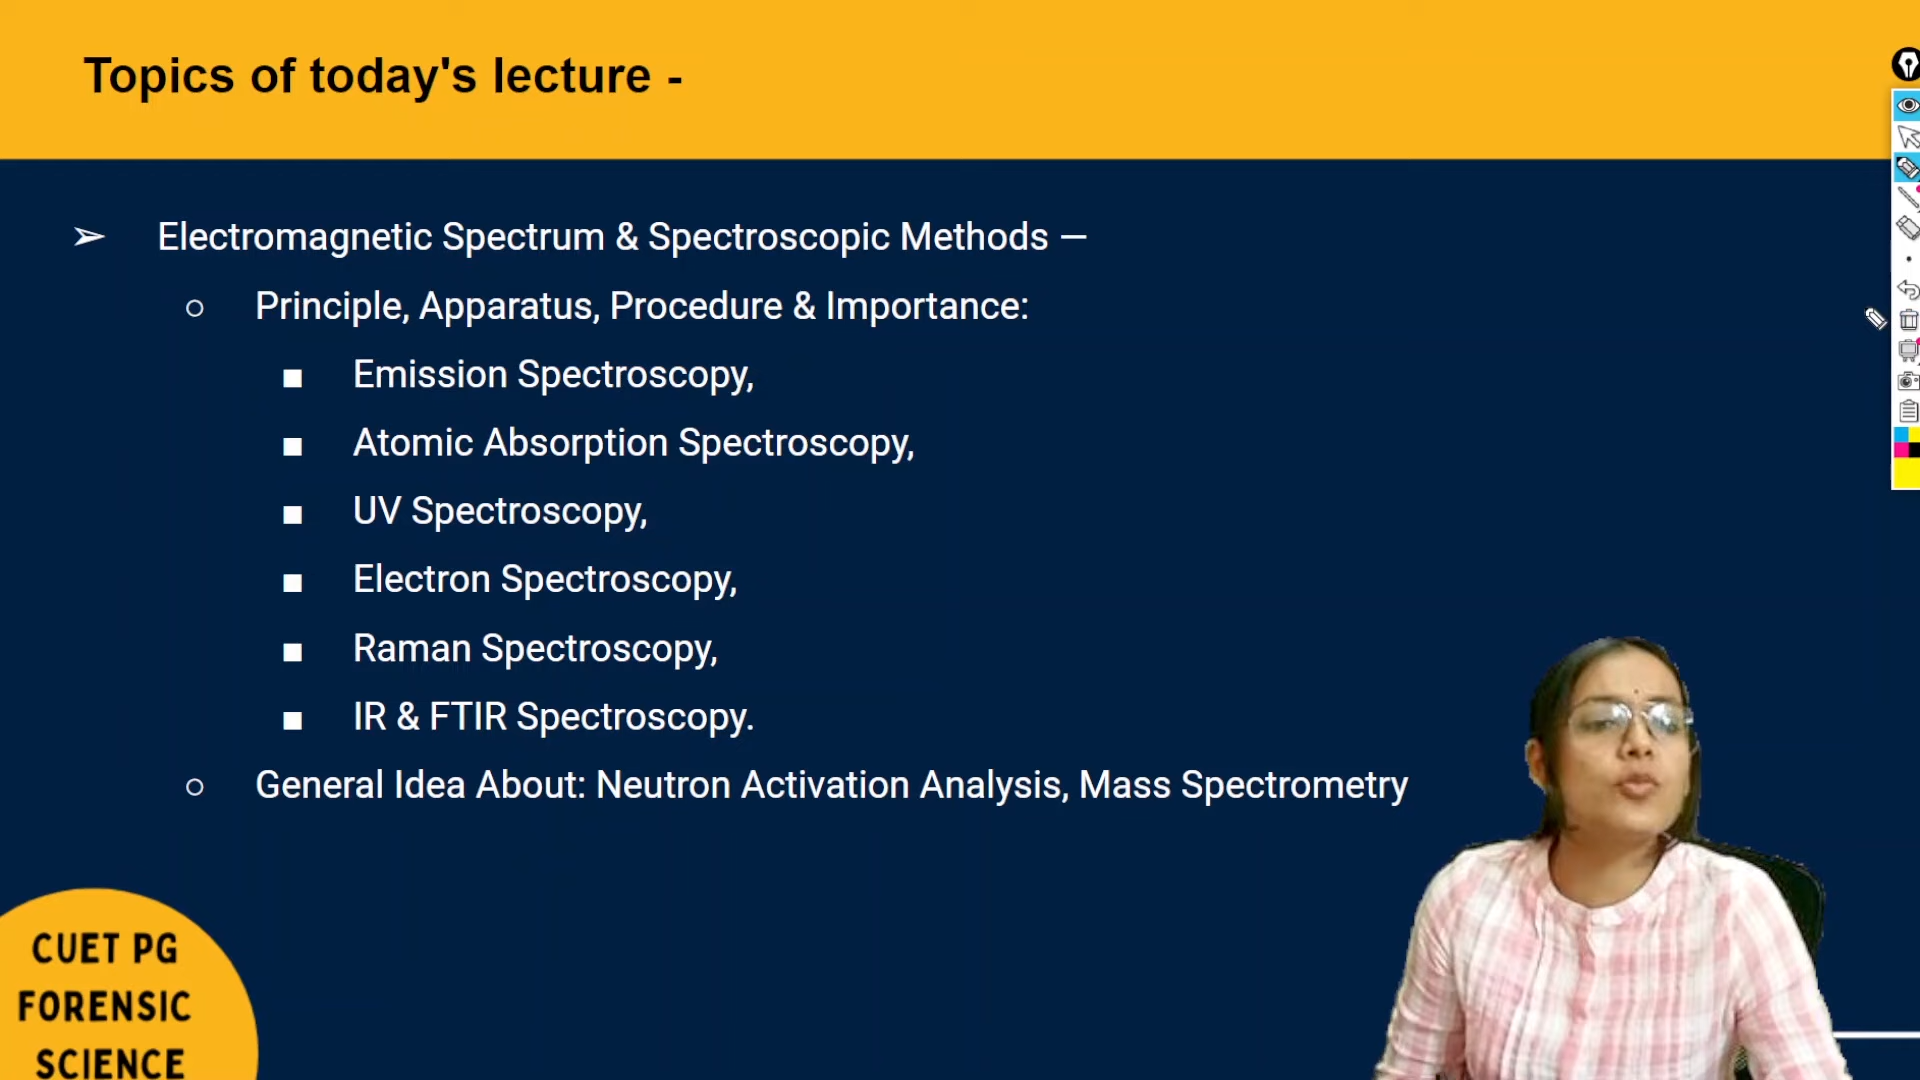 Topics of today's lecture -
➢ Electromagnetic Spectrum & Spectroscopic Methods —
○ Principle, Apparatus, Procedure & Importance:
■ Emission Spectroscopy,
■ Atomic Absorption Spectroscopy,
■ UV Spectroscopy,
■ Electron Spectroscopy,
■ Raman Spectroscopy,
■ IR & FTIR Spectroscopy.
○ General Idea About: Neutron Activation Analysis, Mass Spectrometry
CUET PG
FORENSIC
SCIENCE